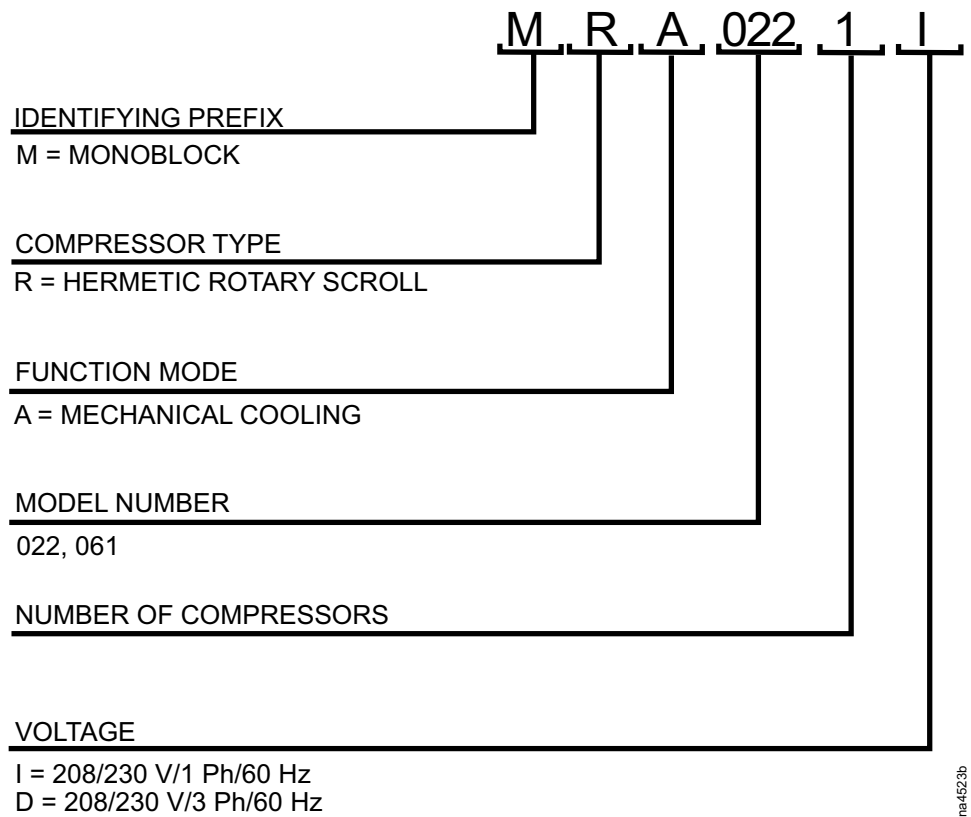 M R A 022 1 I
IDENTIFYING PREFIX
M = MONOBLOCK
COMPRESSOR TYPE
R = HERMETIC ROTARY SCROLL
FUNCTION MODE
A = MECHANICAL COOLING
MODEL NUMBER
022, 061
NUMBER OF COMPRESSORS
VOLTAGE
I = 208/230 V/1 Ph/60 Hz
D = 208/230 V/3 Ph/60 Hz
na4523b